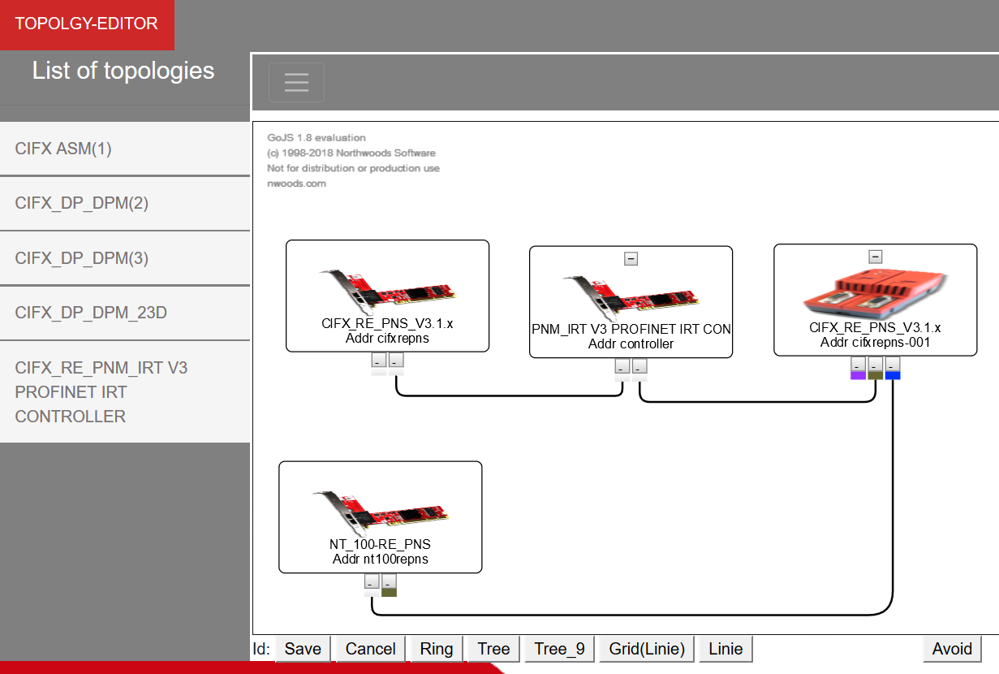 TOPOLGY-EDITOR
List of topologies
CIFX ASM(1)
CIFX_DP_DPM(2)
CIFX_DP_DPM(3)
CIFX_DP_DPM_23D
CIFX_RE_PNM_IRT V3
PROFINET IRT
CONTROLLER
GoJS 1.8 evaluation
(c) 1998-2018 Northwoods Software
Not for distribution or production use
nwoods.com
CIFX_RE_PNS_V3.1.x
Addr cifxrepns
- -
PNM_IRT V3 PROFINET IRT CON
Addr controller
- -
CIFX_RE_PNS_V3.1.x
Addr cifxrepns-001
- - -
NT_100-RE_PNS
Addr nt100repns
- -
Id: Save Cancel Ring Tree Tree_9 Grid(Linie) Linie Avoid